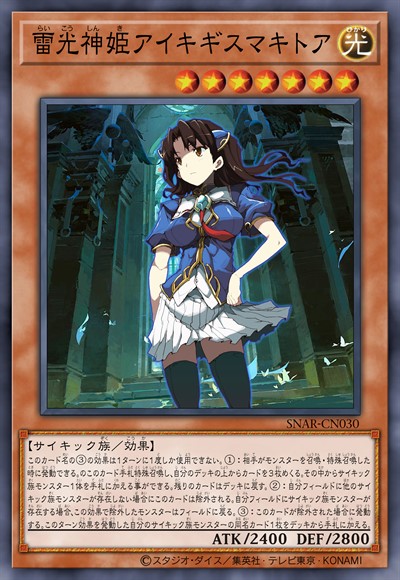 らいこうしんき
雷光神姫アイキギスマキトア
ひかり
光
SNAR-CN030
【サイキック族／効果】
このカード名の③の効果は1ターンに1度しか使用できない。①：相手がモンスターを召喚・特殊召喚した
時に発動できる。のこのカード手札特殊召喚し、自分のデッキの上からカードを3枚めくる。その中からサイキック
族モンスター1体を手札に加える事ができる。残りのカードはデッキに戻す。②：自分フィールドに他のサイ
キック族モンスターが存在しない場合にこのカードは除外される。自分フィールドにサイキック族モンスターが
存在する場合、この効果で除外したモンスターはフィールドに戻る。③：このカードが除外された場合に発動
する。このターン効果を発動した自分のサイキック族モンスターの同名カード1枚をデッキから手札に加える。
ATK/2400 DEF/2800
©スタジオ・ダイス／集英社・テレビ東京・KONAMI